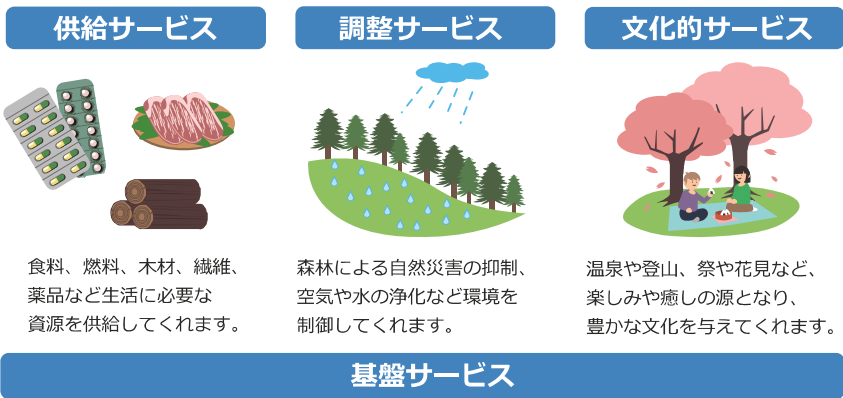 供給サービス
調整サービス
文化的サービス
食料、燃料、木材、繊維、
薬品など生活に必要な
資源を供給してくれます。
森林による自然災害の抑制、
空気や水の浄化など環境を
制御してくれます。
温泉や登山、祭や花見など、
楽しみや癒しの源となり、
豊かな文化を与えてくれます。
基盤サービス